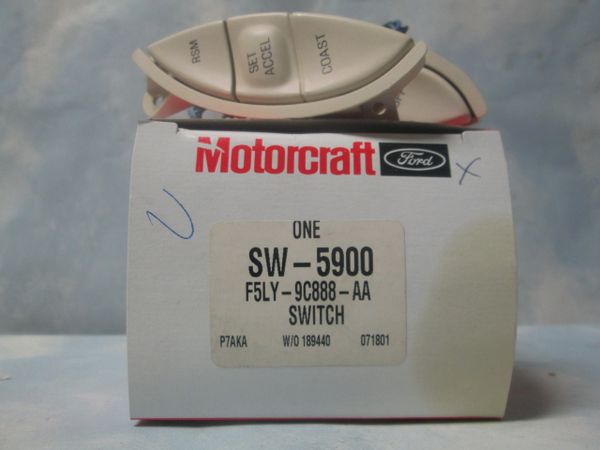 RSM
SET
ACCEL
COAST
Motorcraft Ford
ONE
SW-5900
F5LY-9C888-AA
SWITCH
P7AKA W/O 189440 071801